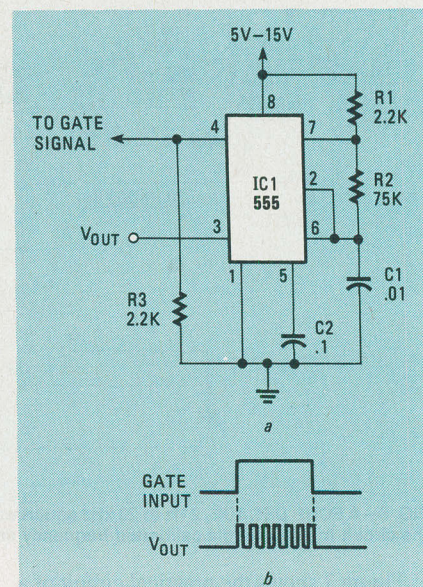 5V–15V
8
R1
2.2K
TO GATE
SIGNAL
4
7
IC1
555
2
R2
75K
VOUT
3
6
1
5
C1
.01
R3
2.2K
C2
.1
a
GATE
INPUT
VOUT
b